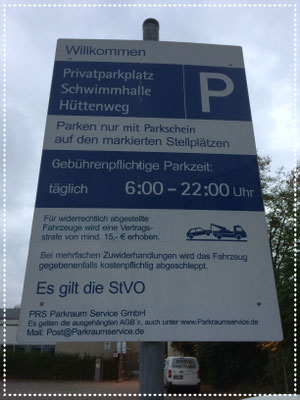 Willkommen
Privatparkplatz
Schwimmhalle
Hüttenweg
P
Parken nur mit Parkschein
auf den markierten Stellplätzen
Gebührenpflichtige Parkzeit:
täglich 6:00 – 22:00 Uhr
Für widerrechtlich abgestellte
Fahrzeuge wird eine Vertrags-
strafe von mind. 15,- € erhoben.
Bei mehrfachen Zuwiderhandlungen wird das Fahrzeug
gegebenenfalls kostenpflichtig abgeschleppt.
Es gilt die StVO
PRS Parkraum Service GmbH
Es gelten die ausgehängten AGB's, auch unter www.Parkraumservice.de
Mail: Post@Parkraumservice.de